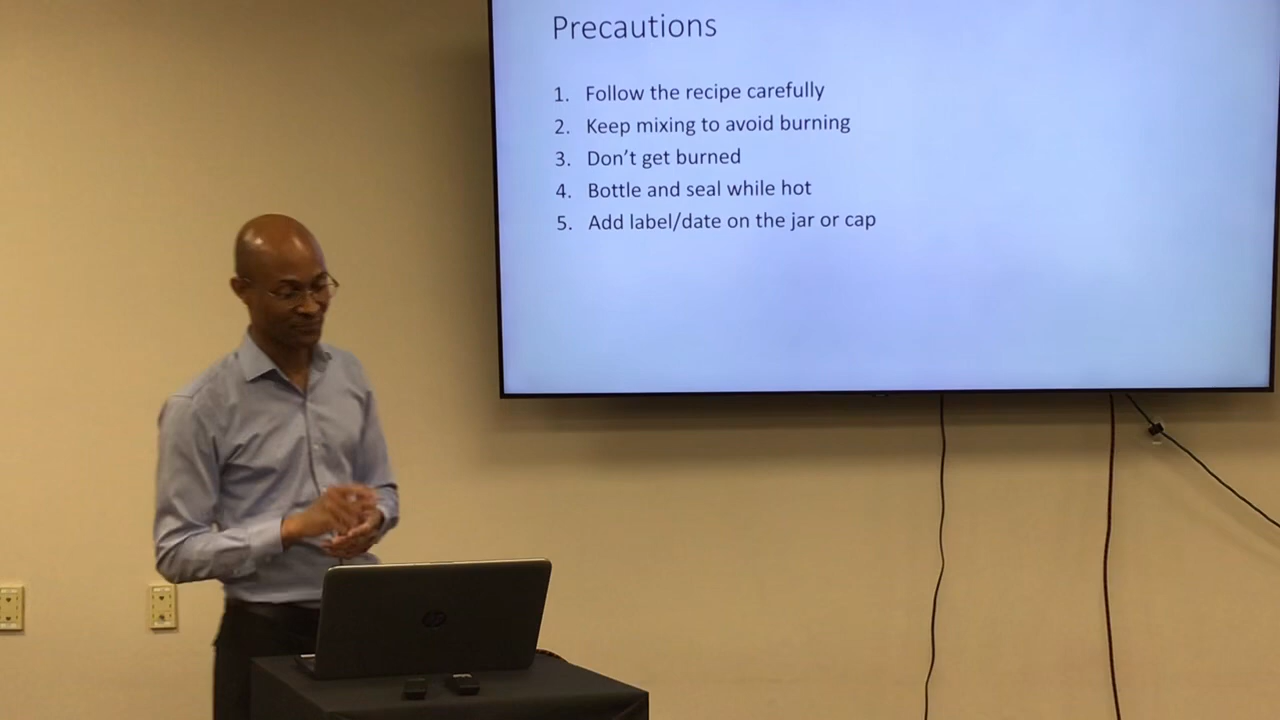 Precautions
1. Follow the recipe carefully
2. Keep mixing to avoid burning
3. Don’t get burned
4. Bottle and seal while hot
5. Add label/date on the jar or cap
hp